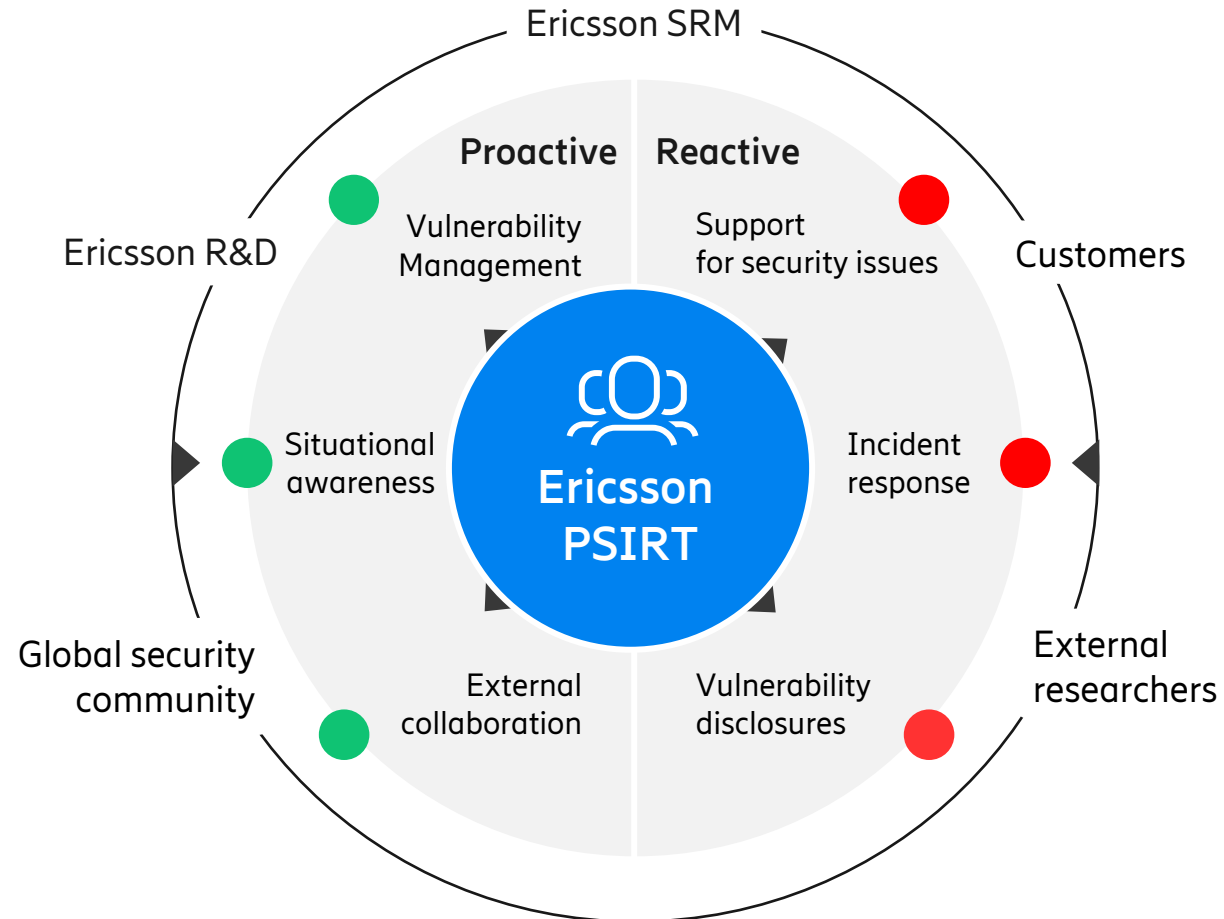 Ericsson SRM
Proactive
Reactive
Vulnerability
Management
Support
for security issues
Ericsson R&D
Customers
Situational
awareness
Incident
response
Ericsson
PSIRT
Global security
community
External
researchers
External
collaboration
Vulnerability
disclosures